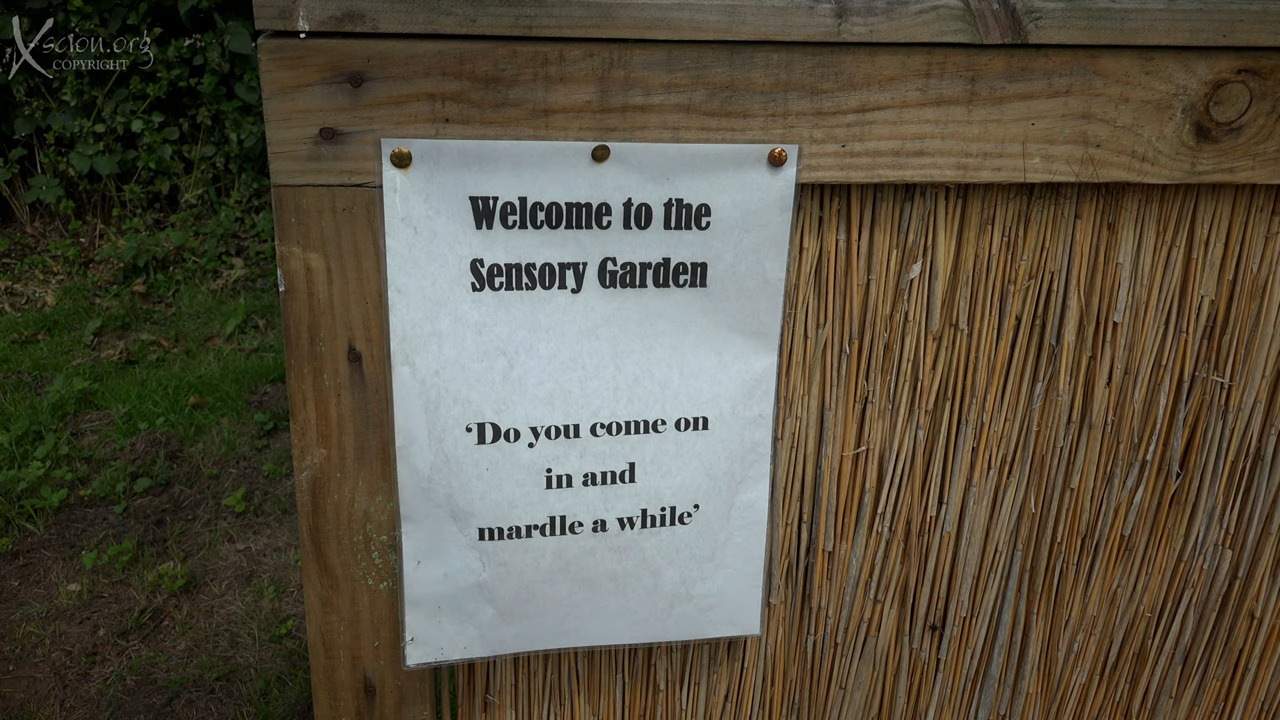 Xscion.org
COPYRIGHT
Welcome to the
Sensory Garden
‘Do you come on
in and
mardle a while’